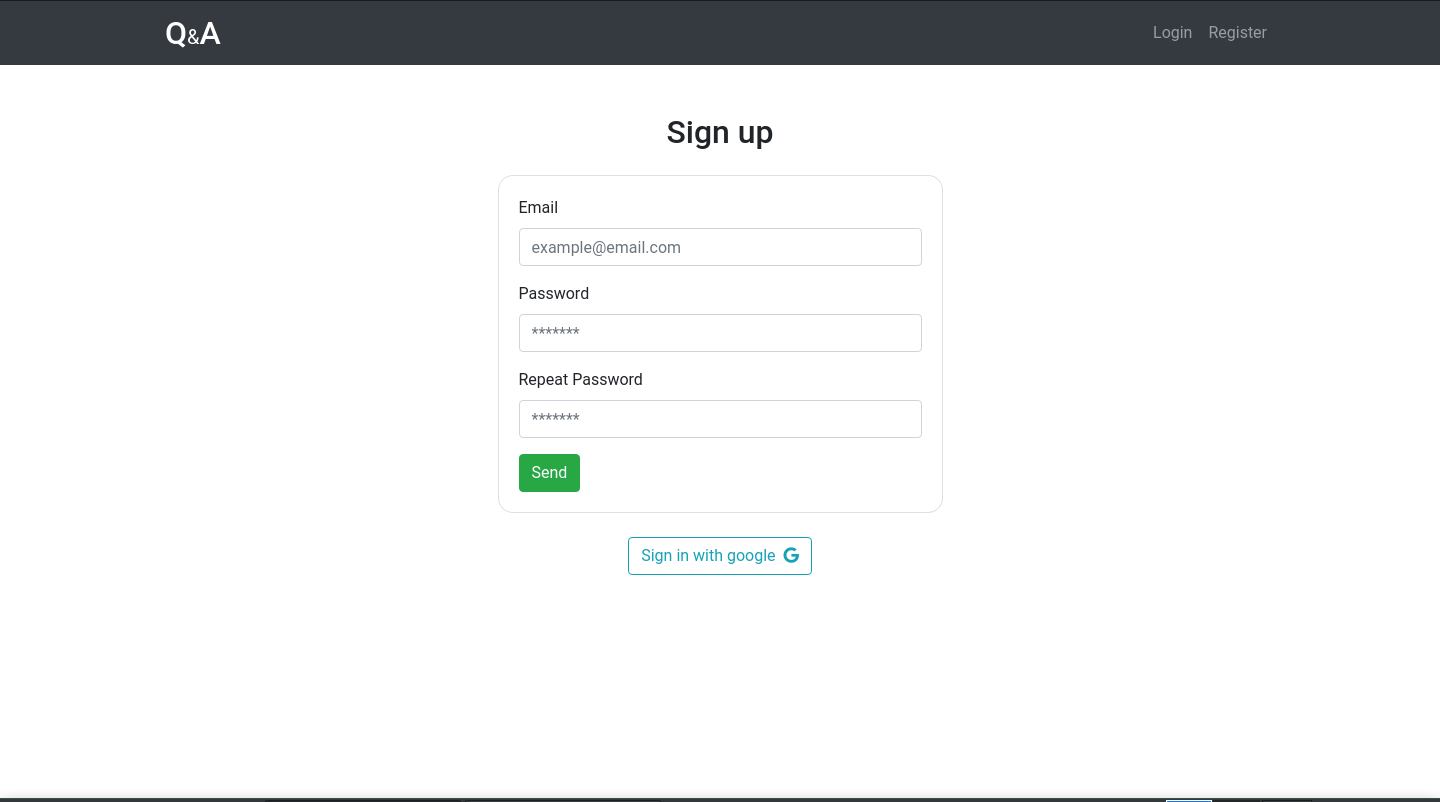 Q&A
Login Register
Sign up
Email
example@email.com
Password
*******
Repeat Password
*******
Send
Sign in with google G